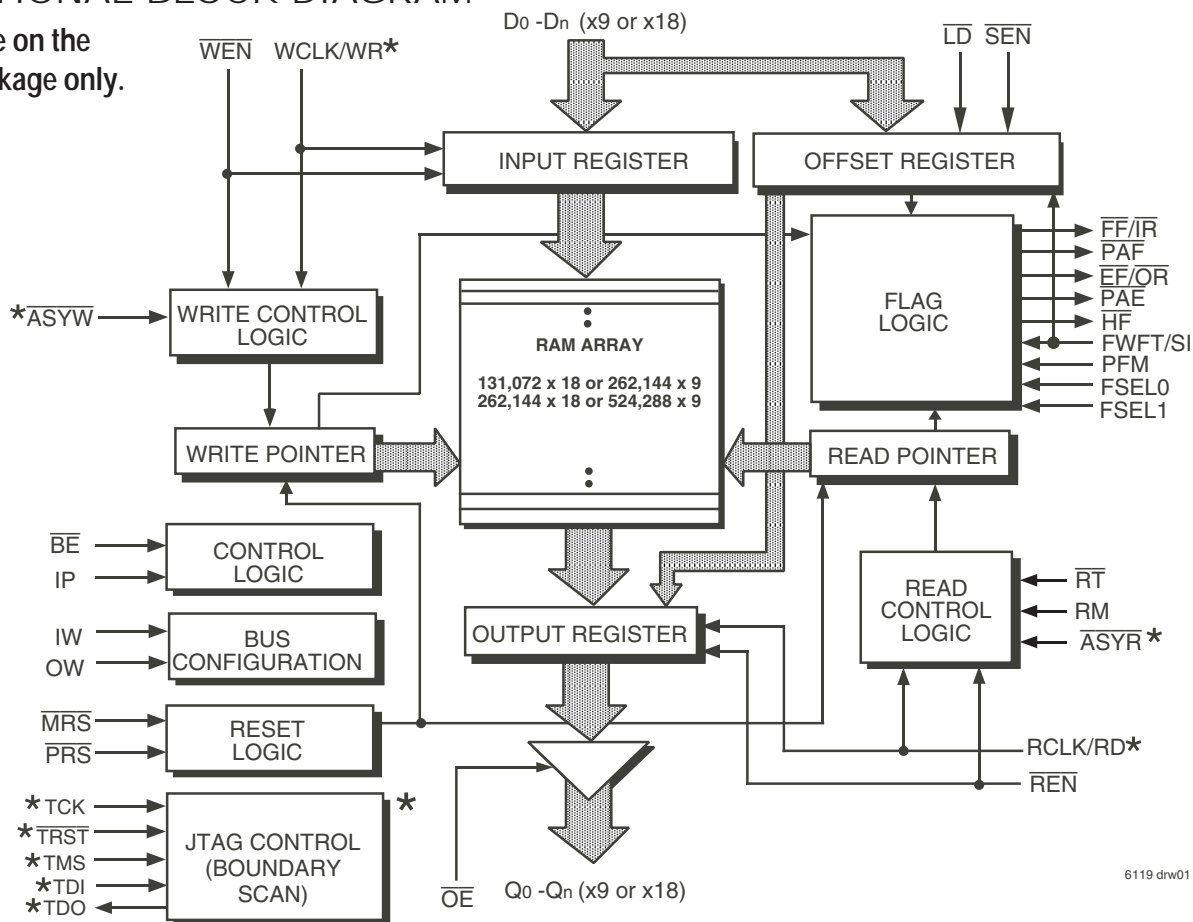 TIONAL BLOCK DIAGRAM
e on the
kage only.
D0 -Dn (x9 or x18)
WEN
WCLK/WR*
LD
SEN
INPUT REGISTER
OFFSET REGISTER
*ASYW
WRITE CONTROL
LOGIC
RAM ARRAY
131,072 x 18 or 262,144 x 9
262,144 x 18 or 524,288 x 9
FLAG
LOGIC
FF/IR
PAF
EF/OR
PAE
HF
FWFT/SI
PFM
FSEL0
FSEL1
WRITE POINTER
READ POINTER
BE
IP
CONTROL
LOGIC
READ
CONTROL
LOGIC
RT
RM
ASYR*
IW
OW
BUS
CONFIGURATION
OUTPUT REGISTER
MRS
PRS
RESET
LOGIC
RCLK/RD*
REN
*TCK
*TRST
*TMS
*TDI
*TDO
JTAG CONTROL
(BOUNDARY
SCAN)
*
OE
Q0 -Qn (x9 or x18)
6119 drw01